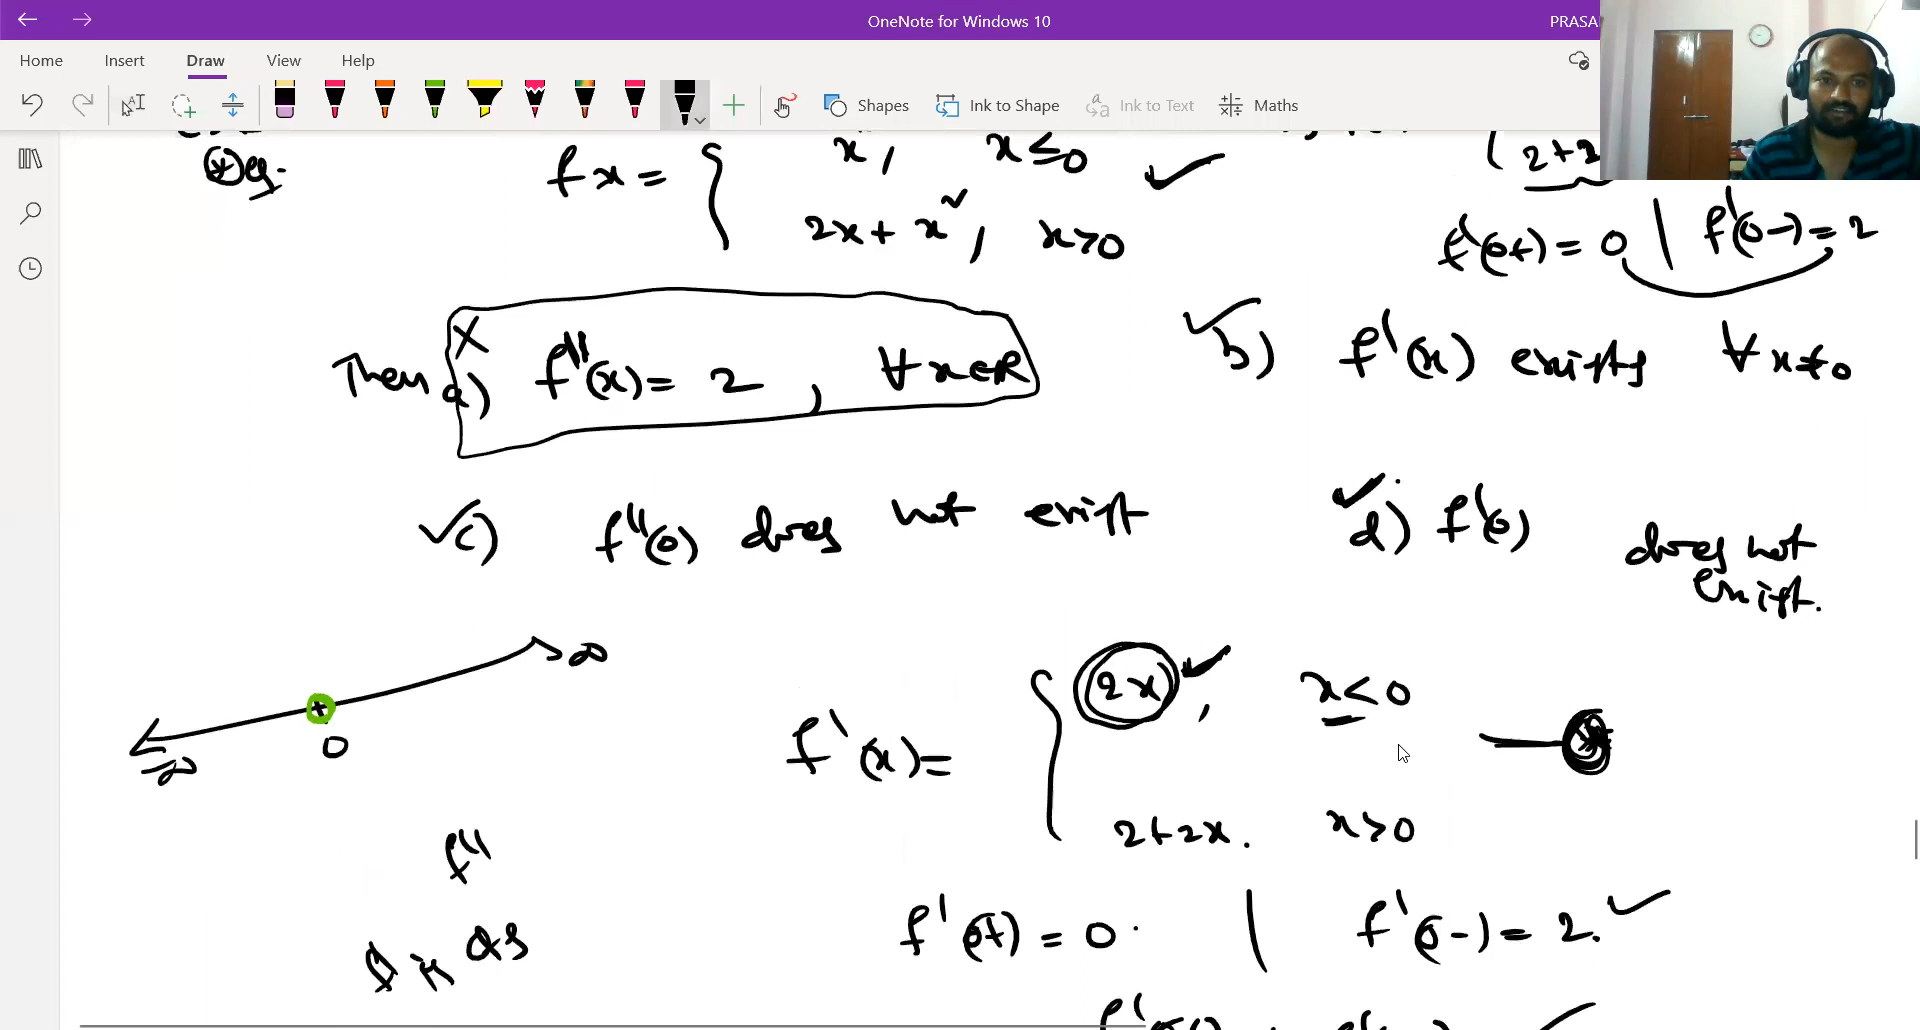 OneNote for Windows 10
PRASA
Home Insert Draw View Help
Shapes Ink to Shape Ink to Text Maths
eg.
f x = { x², x ≤ 0
2x + x², x > 0
f'(0+) = 0 | f'(0-) = 2
Then a) f''(x) = 2, ∀ x ∈ R
b) f'(x) exists ∀ x ≠ 0
c) f''(0) does not exist
d) f'(0) does not
exist.
∞
-∞ 0
f'(x) = { 2x, x < 0
2+2x. x > 0
f''
f'(0+) = 0. | f'(0-) = 2.